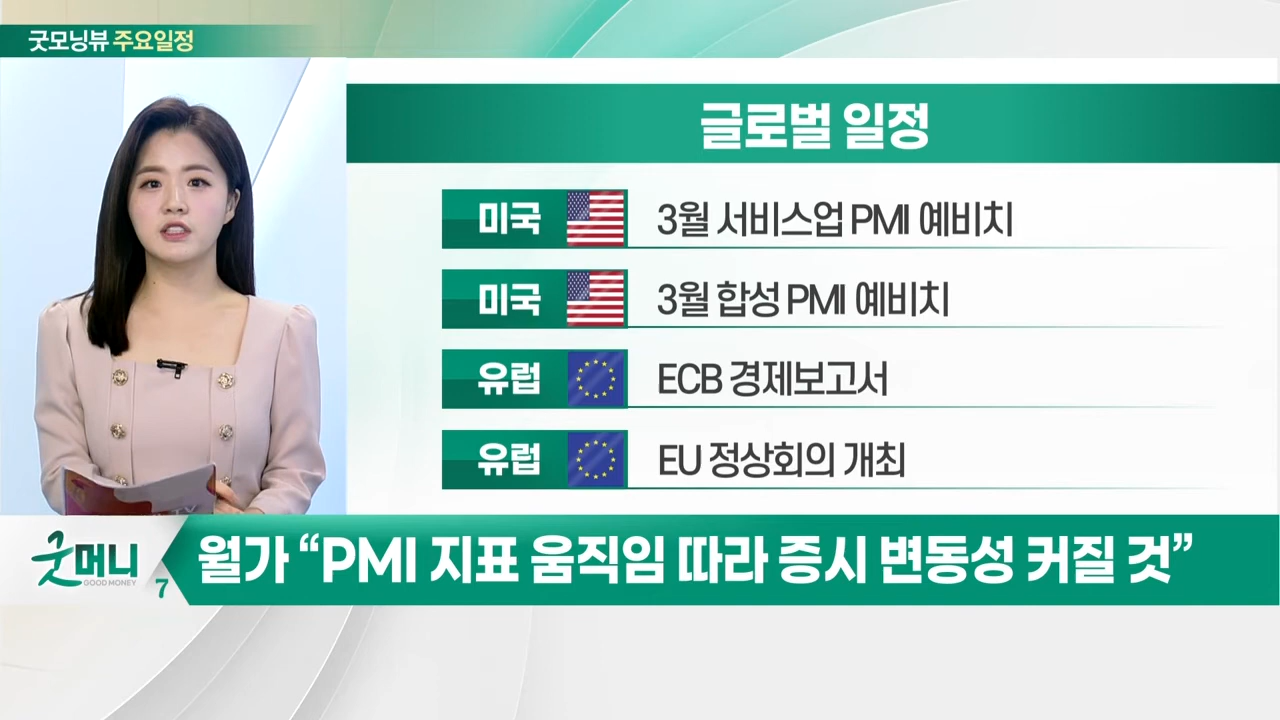 굿모닝뷰 주요일정
글로벌 일정
미국 3월 서비스업 PMI 예비치
미국 3월 합성 PMI 예비치
유럽 ECB 경제보고서
유럽 EU 정상회의 개최
굿머니
GOOD MONEY
7
월가 “PMI 지표 움직임 따라 증시 변동성 커질 것”